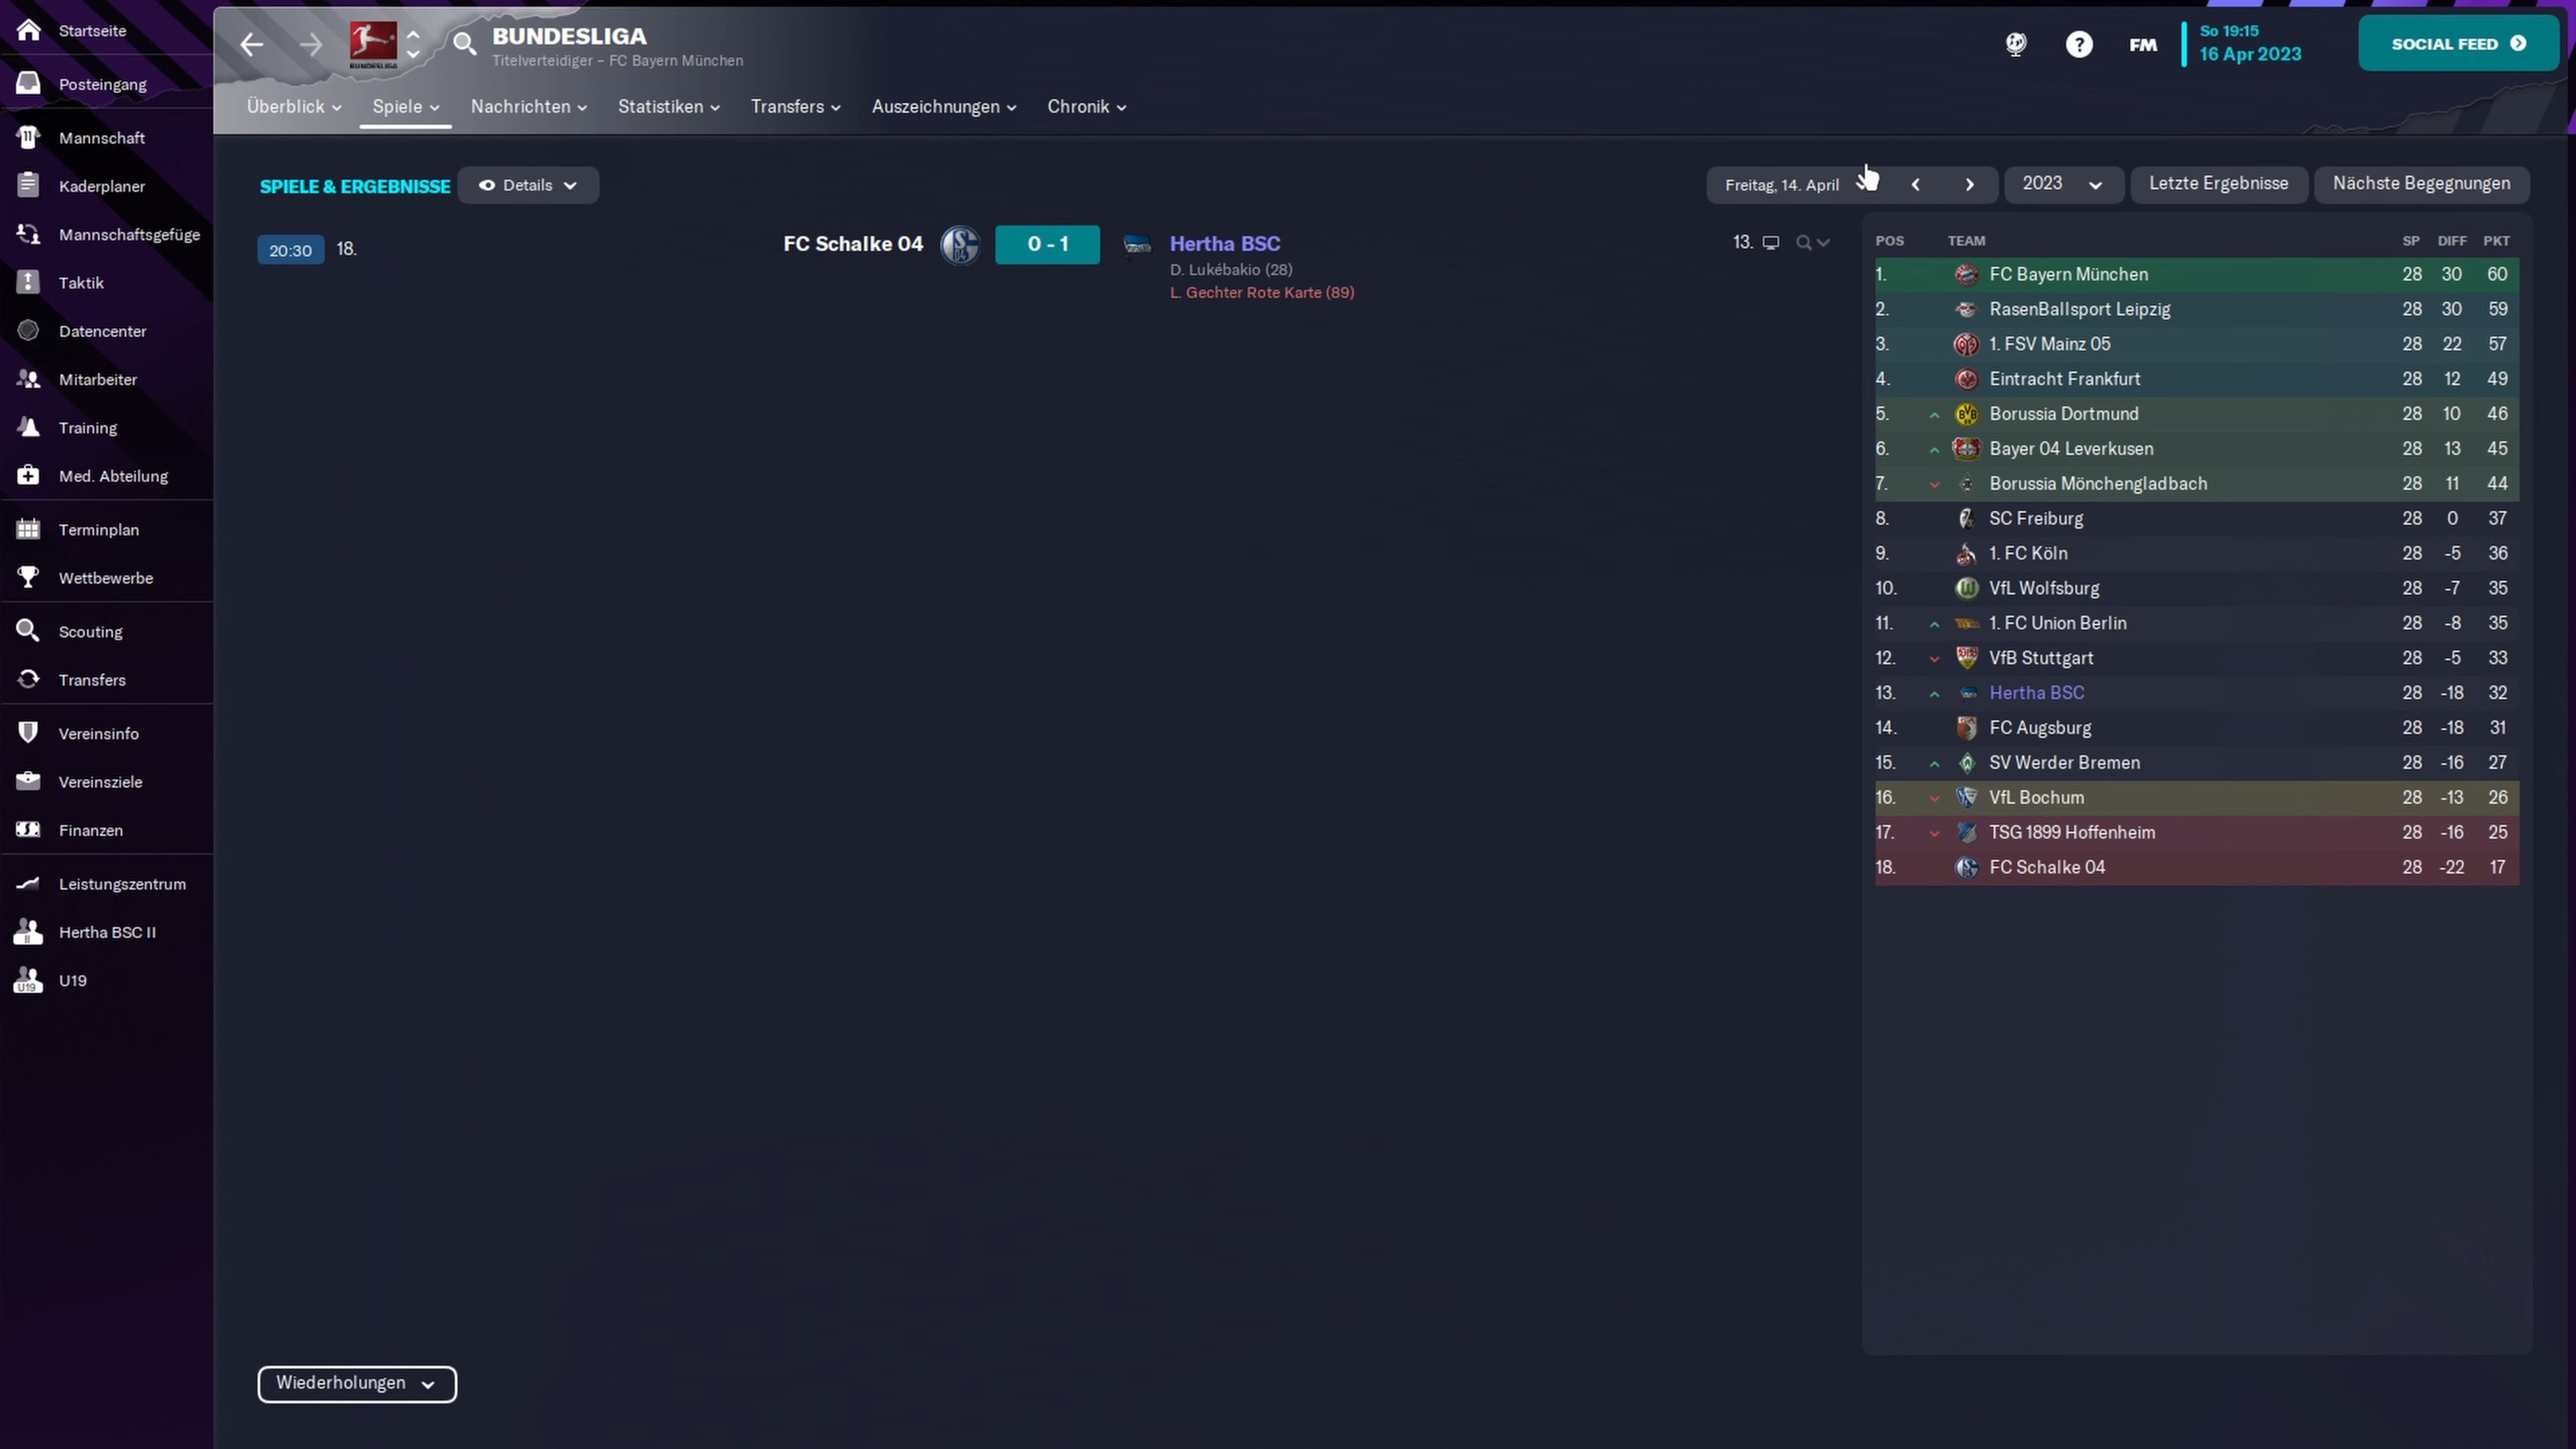 Startseite
Posteingang
Mannschaft
Kaderplaner
Mannschaftsgefüge
Taktik
Datencenter
Mitarbeiter
Training
Med. Abteilung
Terminplan
Wettbewerbe
Scouting
Transfers
Vereinsinfo
Vereinsziele
Finanzen
Leistungszentrum
Hertha BSC II
U19
BUNDESLIGA
Titelverteidiger – FC Bayern München
FM
So 19:15
16 Apr 2023
SOCIAL FEED
Überblick Spiele Nachrichten Statistiken Transfers Auszeichnungen Chronik
SPIELE & ERGEBNISSE Details
Freitag, 14. April 2023 Letzte Ergebnisse Nächste Begegnungen
20:30 18. FC Schalke 04 0 - 1 Hertha BSC 13.
D. Lukébakio (28)
L. Gechter Rote Karte (89)
POS TEAM SP DIFF PKT
1. FC Bayern München 28 30 60
2. RasenBallsport Leipzig 28 30 59
3. 1. FSV Mainz 05 28 22 57
4. Eintracht Frankfurt 28 12 49
5. Borussia Dortmund 28 10 46
6. Bayer 04 Leverkusen 28 13 45
7. Borussia Mönchengladbach 28 11 44
8. SC Freiburg 28 0 37
9. 1. FC Köln 28 -5 36
10. VfL Wolfsburg 28 -7 35
11. 1. FC Union Berlin 28 -8 35
12. VfB Stuttgart 28 -5 33
13. Hertha BSC 28 -18 32
14. FC Augsburg 28 -18 31
15. SV Werder Bremen 28 -16 27
16. VfL Bochum 28 -13 26
17. TSG 1899 Hoffenheim 28 -16 25
18. FC Schalke 04 28 -22 17
Wiederholungen